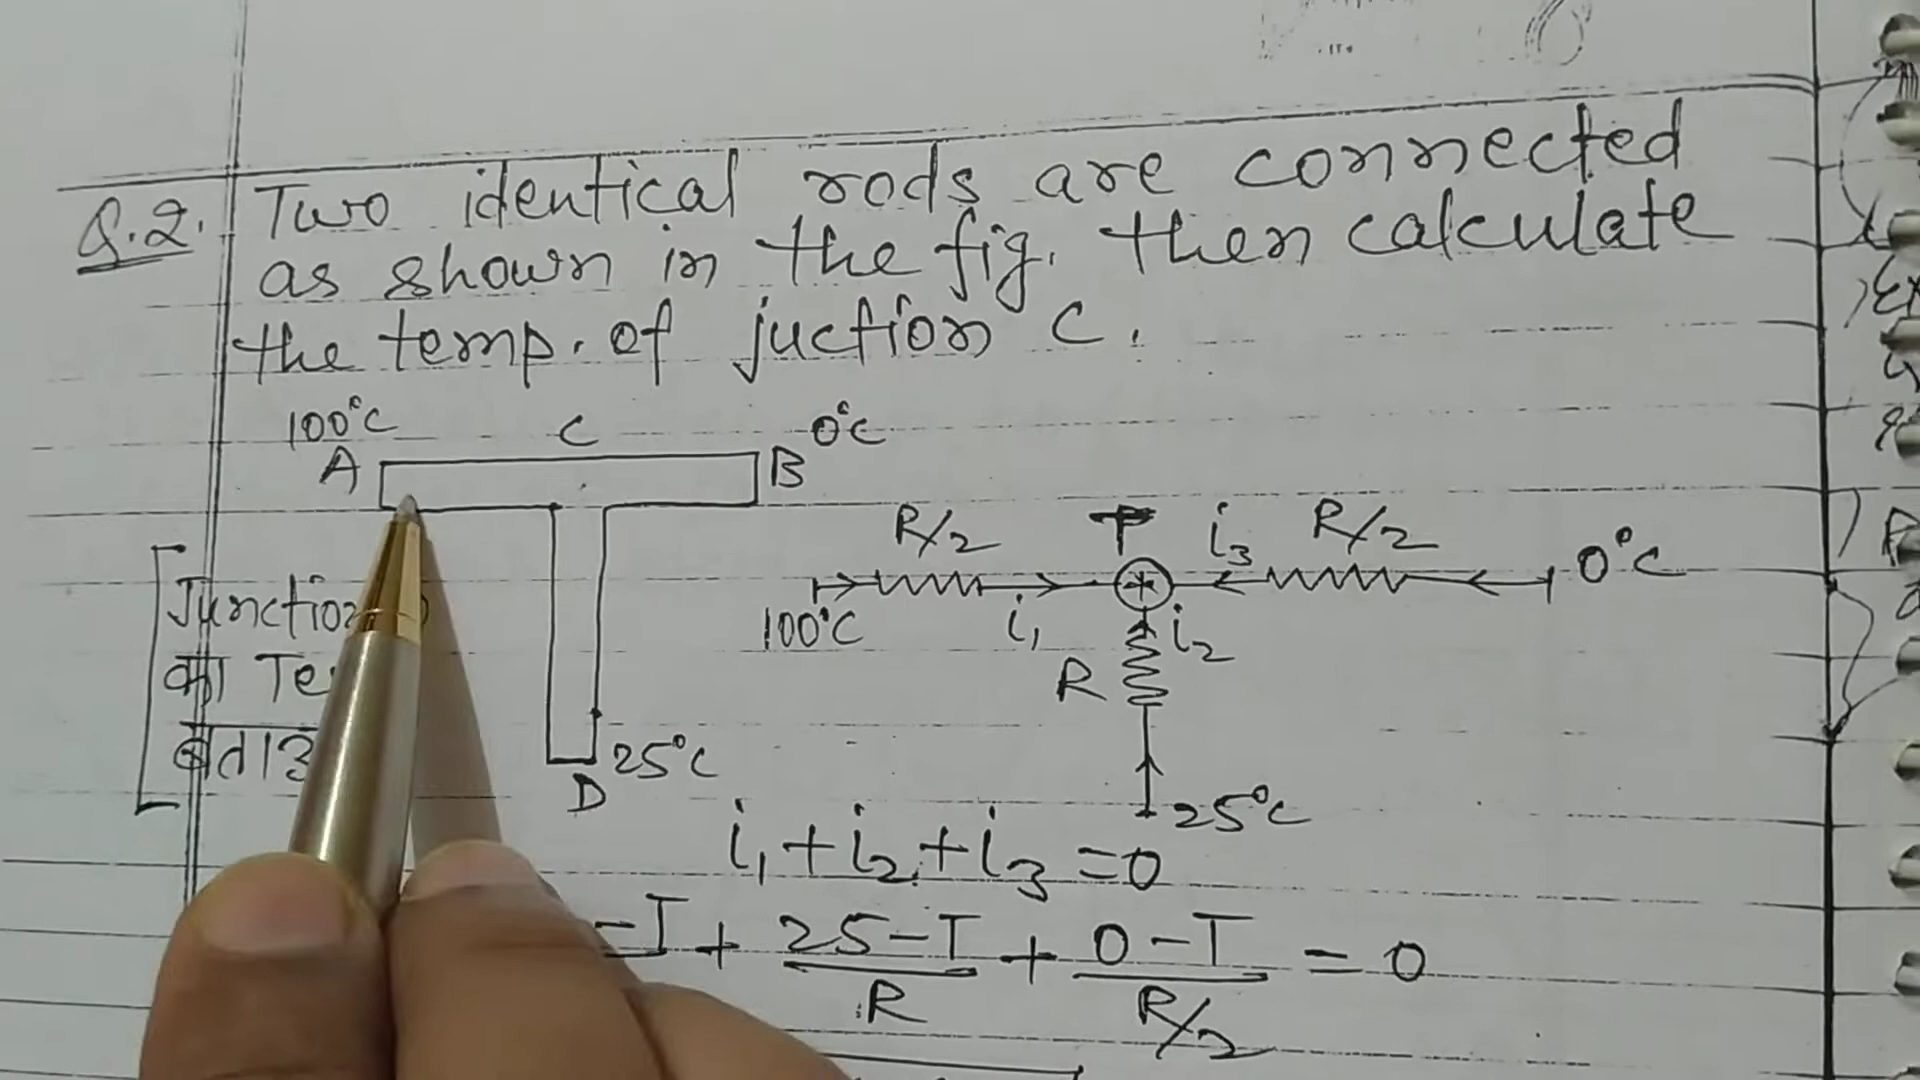 Q.2. Two identical rods are connected
as shown in the fig. then calculate
the temp. of juction C.
100°C C 0°C
A B
R/2 T i3 R/2 0°C
100°C i1 i2
R
Junction
का
बताउ
D 25°C
25°C
i1+i2+i3=0
-T + 25-T + 0-T = 0
R R/2